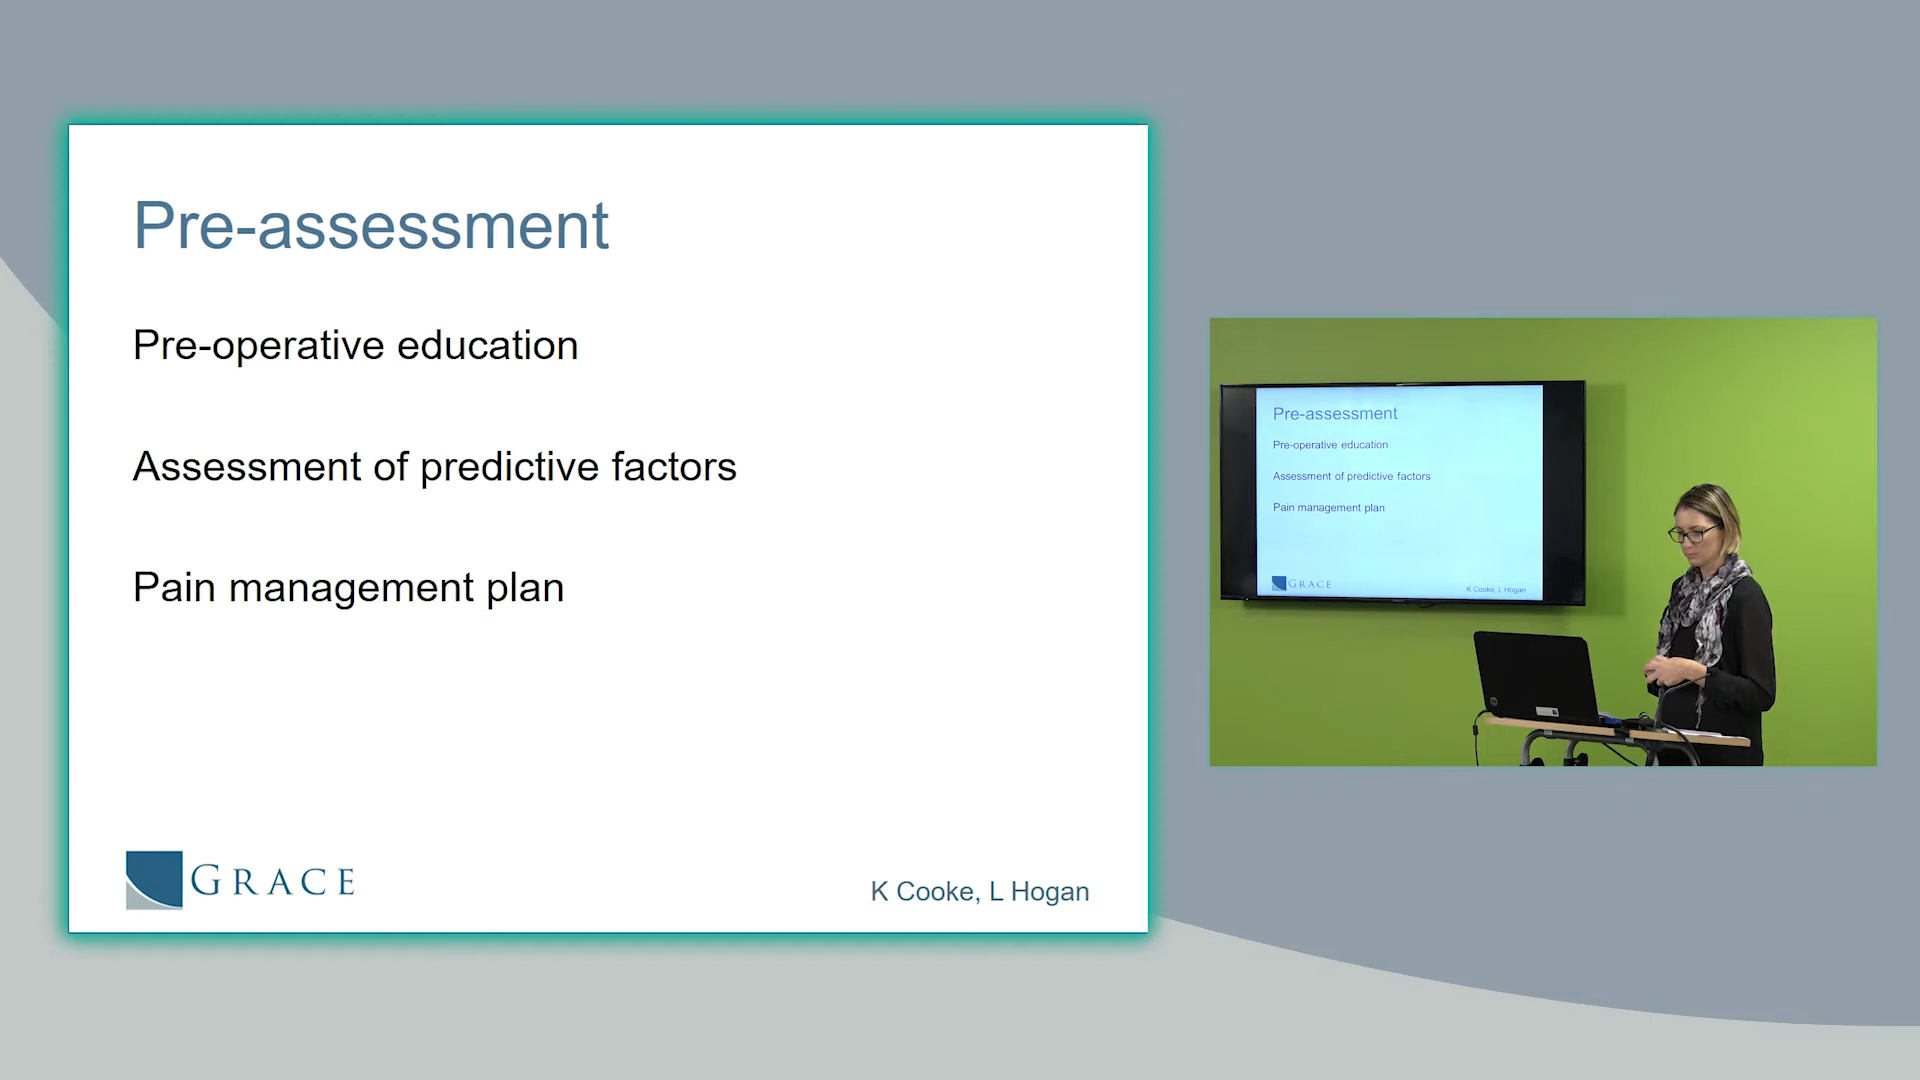 Pre-assessment
Pre-operative education
Assessment of predictive factors
Pain management plan
GRACE
K Cooke, L Hogan
Pre-assessment
Pre-operative education
Assessment of predictive factors
Pain management plan
GRACE
K Cooke, L Hogan